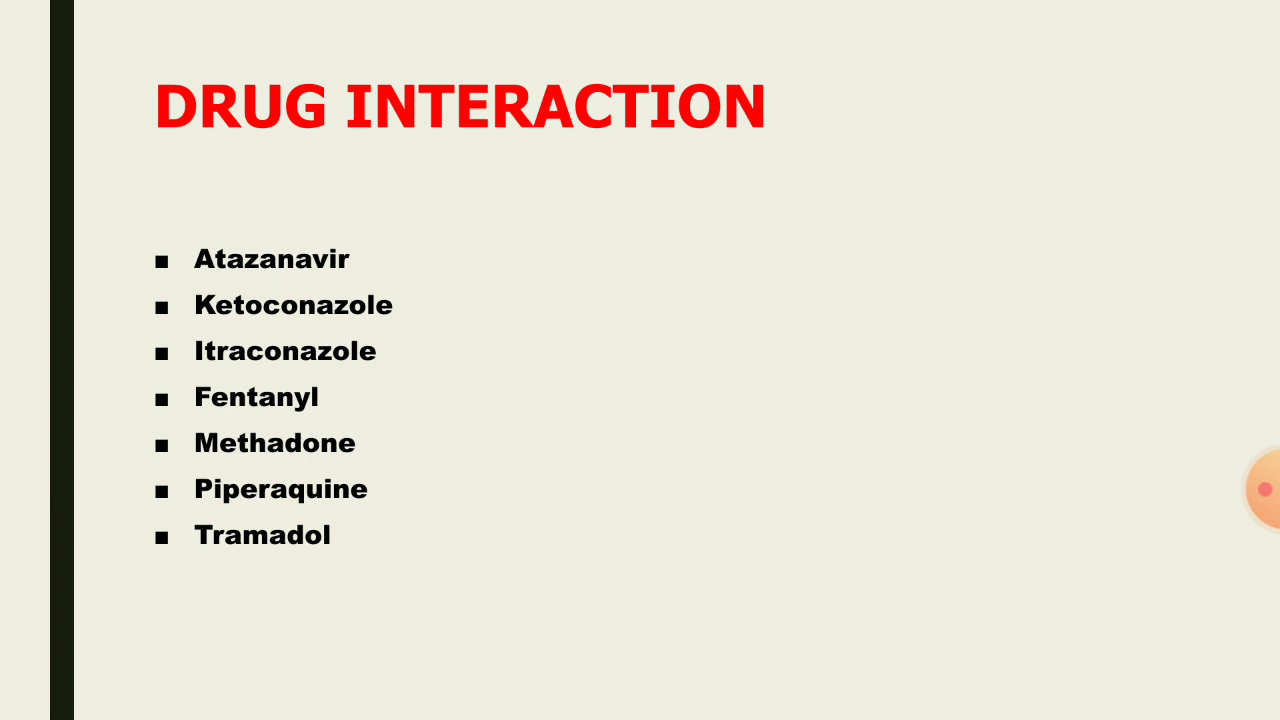 DRUG INTERACTION
■ Atazanavir
■ Ketoconazole
■ Itraconazole
■ Fentanyl
■ Methadone
■ Piperaquine
■ Tramadol